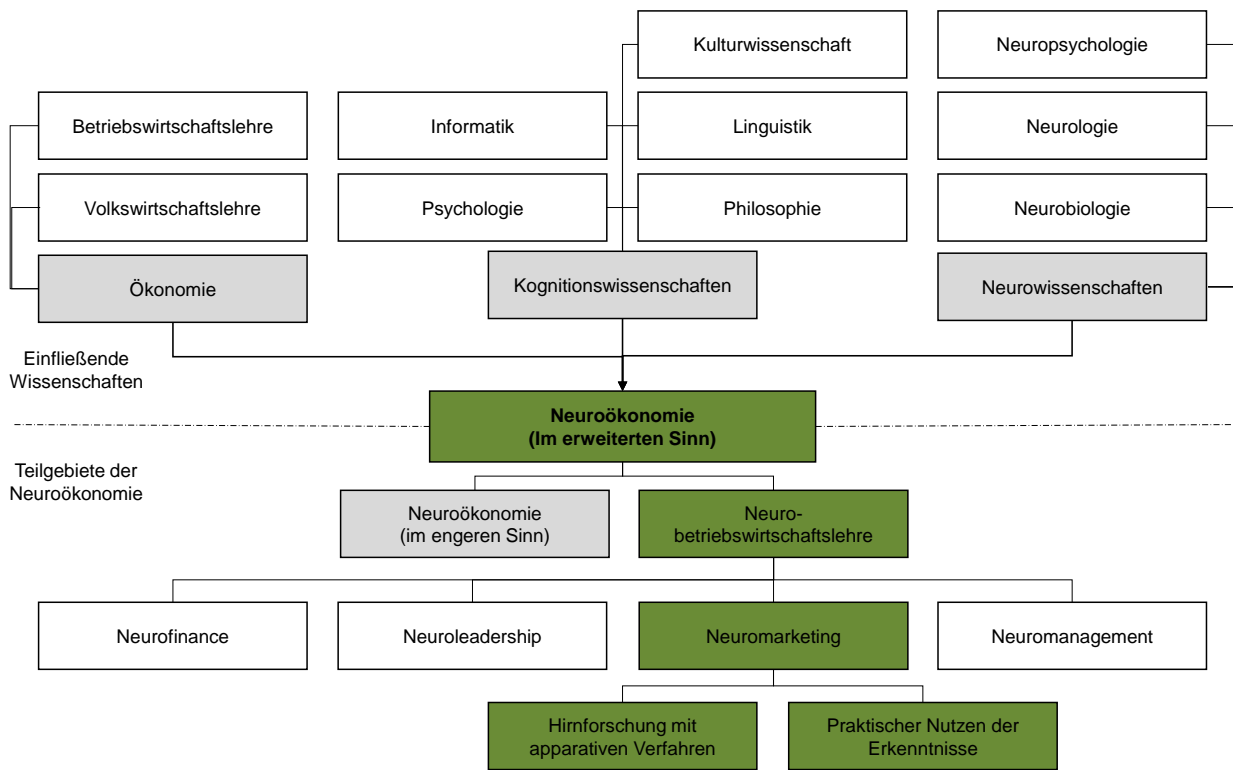 Kulturwissenschaft
Neuropsychologie
Betriebswirtschaftslehre
Informatik
Linguistik
Neurologie
Volkswirtschaftslehre
Psychologie
Philosophie
Neurobiologie
Ökonomie
Kognitionswissenschaften
Neurowissenschaften
Einfließende
Wissenschaften
Neuroökonomie
(Im erweiterten Sinn)
Teilgebiete der
Neuroökonomie
Neuroökonomie
(im engeren Sinn)
Neuro-
betriebswirtschaftslehre
Neurofinance
Neuroleadership
Neuromarketing
Neuromanagement
Hirnforschung mit
apparativen Verfahren
Praktischer Nutzen der
Erkenntnisse